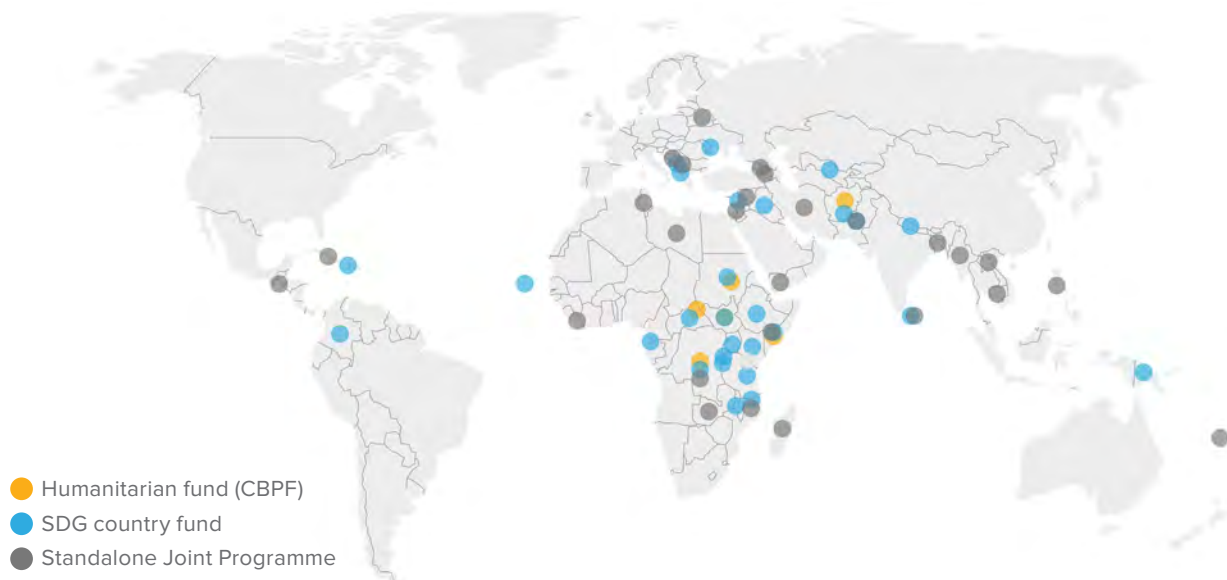 Humanitarian fund (CBPF)
SDG country fund
Standalone Joint Programme